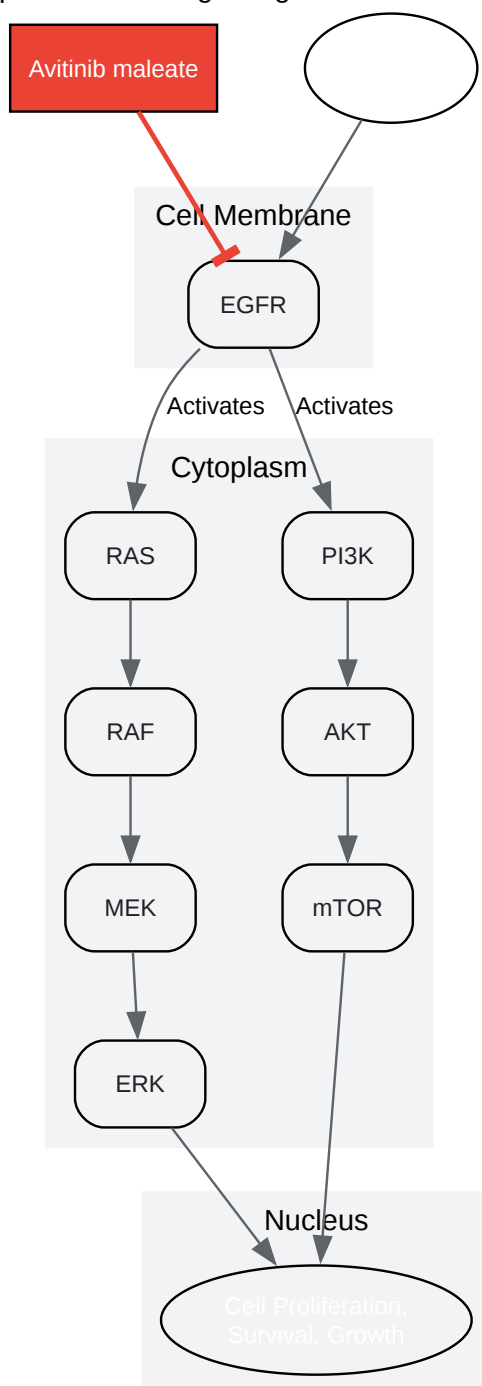 Avitinib maleate
Cell Membrane
EGFR
Activates
Activates
Cytoplasm
RAS
PI3K
RAF
AKT
MEK
mTOR
ERK
Nucleus
Cell Proliferation,
Survival, Growth